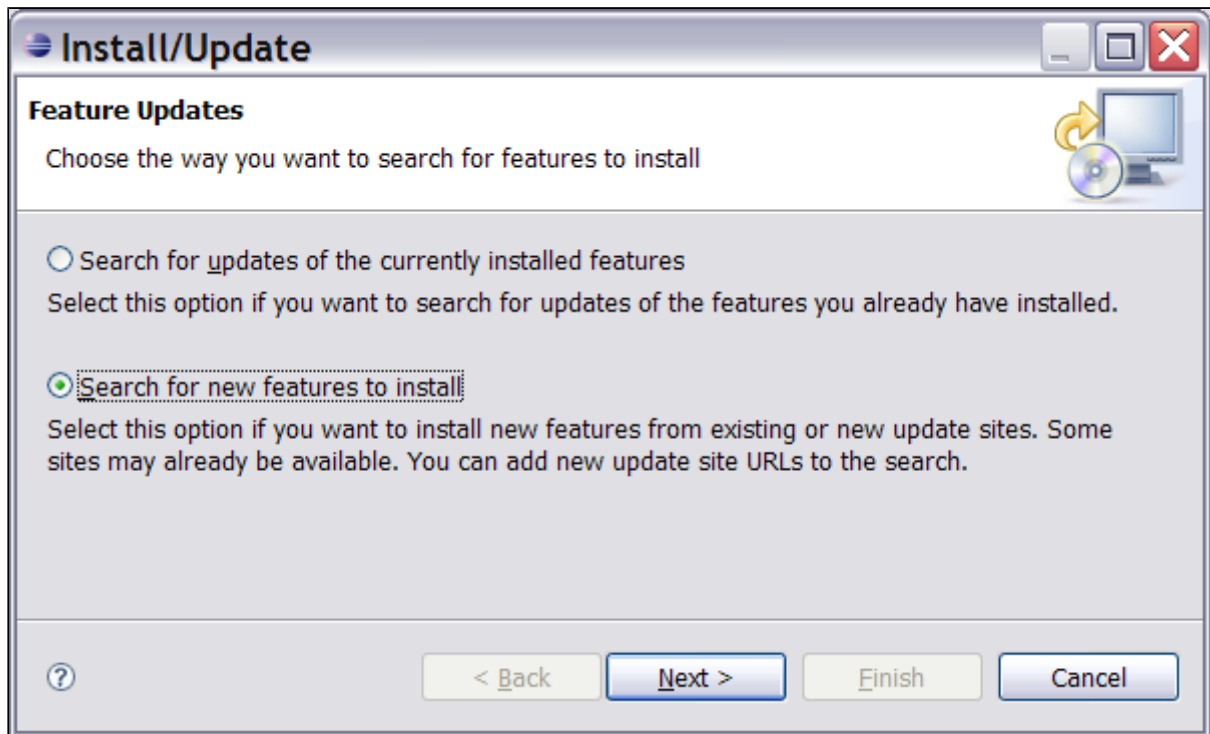 Install/Update
Feature Updates
Choose the way you want to search for features to install
Search for updates of the currently installed features
Select this option if you want to search for updates of the features you already have installed.
Search for new features to install
Select this option if you want to install new features from existing or new update sites. Some
sites may already be available. You can add new update site URLs to the search.
? < Back Next > Finish Cancel